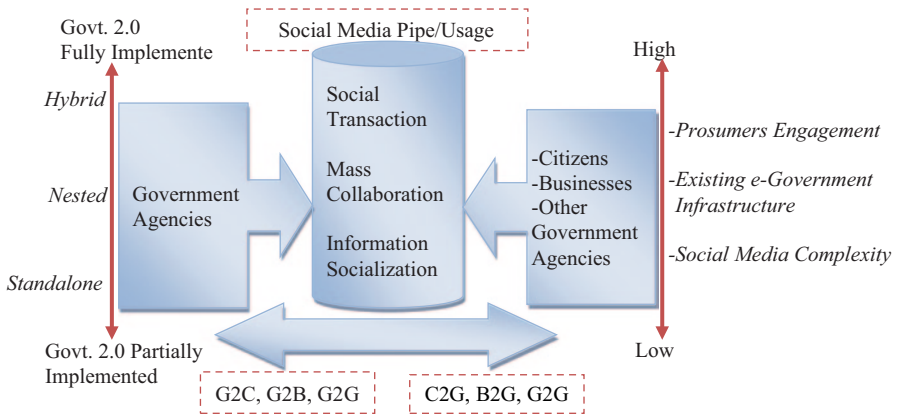 Govt. 2.0
Fully Implemente
Social Media Pipe/Usage
High
Hybrid
Nested
Standalone
Government
Agencies
Social
Transaction
Mass
Collaboration
Information
Socialization
-Citizens
-Businesses
-Other
Government
Agencies
-Prosumers Engagement
-Existing e-Government
Infrastructure
-Social Media Complexity
Govt. 2.0 Partially
Implemented
Low
G2C, G2B, G2G
C2G, B2G, G2G